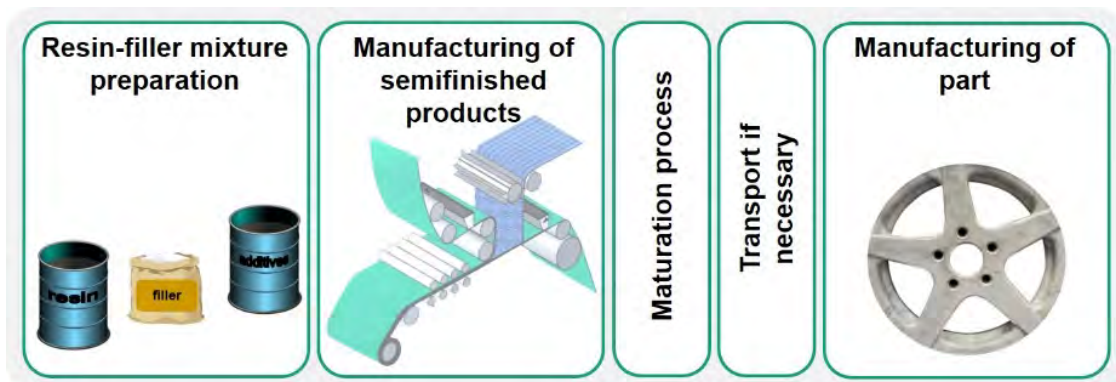 Resin-filler mixture
preparation
resin
filler
additives
Manufacturing of
semifinished
products
Maturation process
Transport if
necessary
Manufacturing of
part